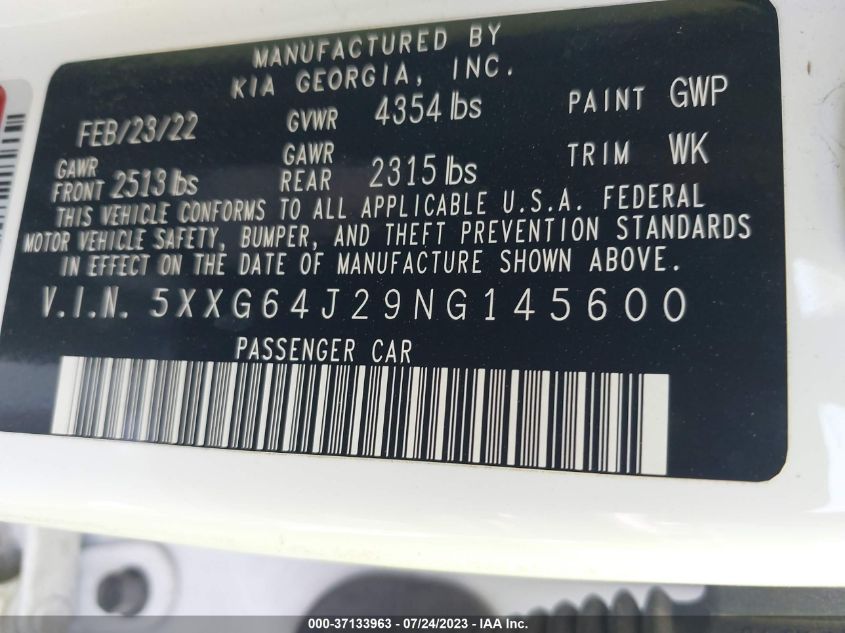 MANUFACTURED BY
KIA GEORGIA, INC.
FEB/23/22 GVWR 4354 lbs PAINT GWP
GAWR FRONT 2513 lbs GAWR REAR 2315 lbs TRIM WK
THIS VEHICLE CONFORMS TO ALL APPLICABLE U.S.A. FEDERAL
MOTOR VEHICLE SAFETY, BUMPER, AND THEFT PREVENTION STANDARDS
IN EFFECT ON THE DATE OF MANUFACTURE SHOWN ABOVE.
V.I.N. 5XXG64J29NG145600
PASSENGER CAR
000-37133963 - 07/24/2023 - IAA Inc.